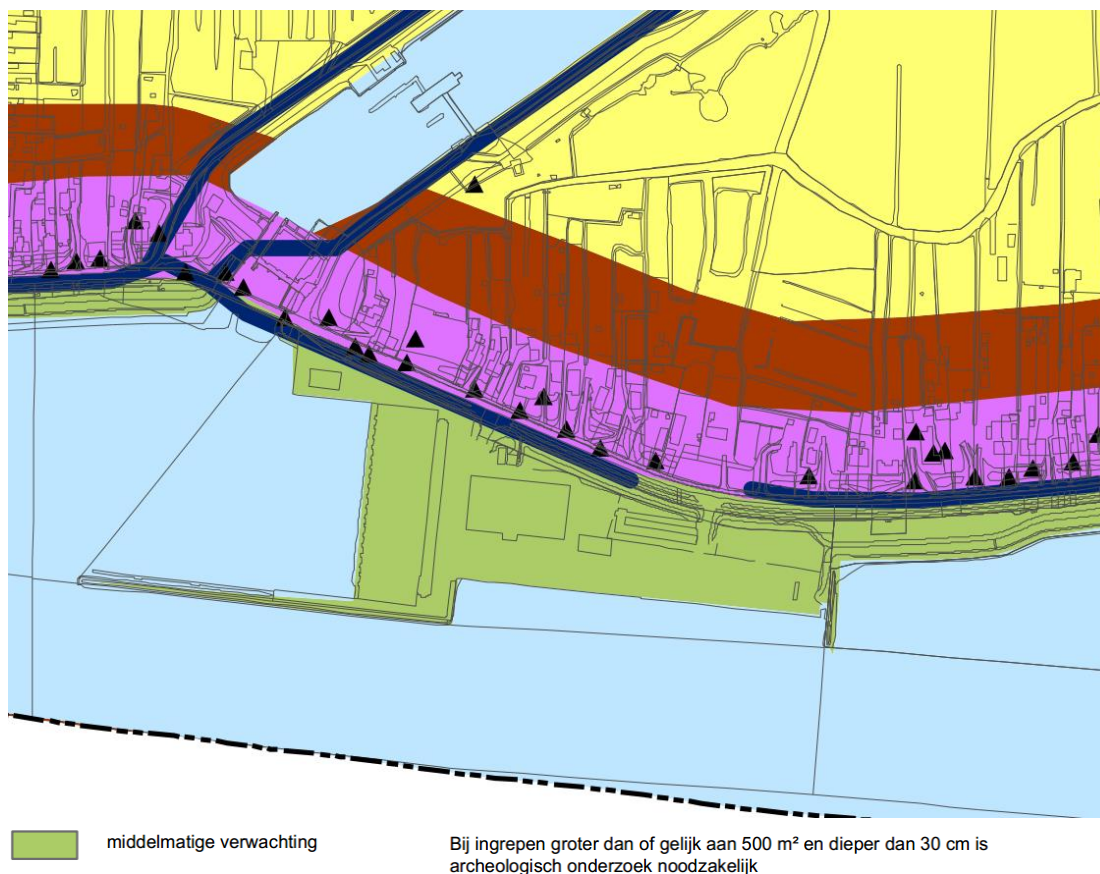 middelmatige verwachting
Bij ingrepen groter dan of gelijk aan 500 m² en dieper dan 30 cm is
archeologisch onderzoek noodzakelijk